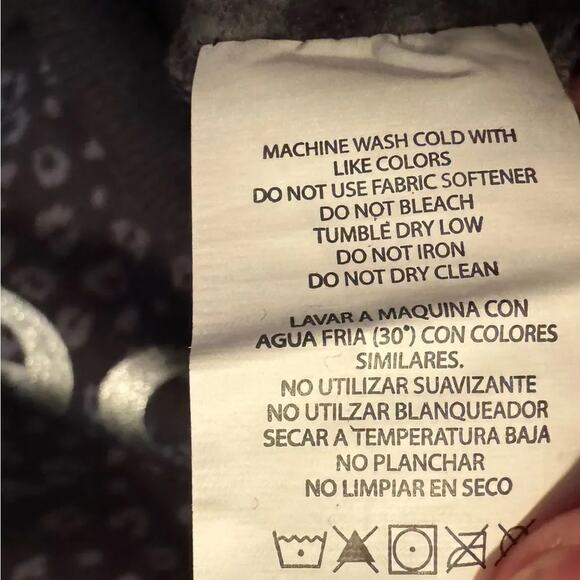 MACHINE WASH COLD WITH
LIKE COLORS
DO NOT USE FABRIC SOFTENER
DO NOT BLEACH
TUMBLE DRY LOW
DO NOT IRON
DO NOT DRY CLEAN
LAVAR A MAQUINA CON
AGUA FRIA (30°) CON COLORES
SIMILARES.
NO UTILIZAR SUAVIZANTE
NO UTILZAR BLANQUEADOR
SECAR A TEMPERATURA BAJA
NO PLANCHAR
NO LIMPIAR EN SECO